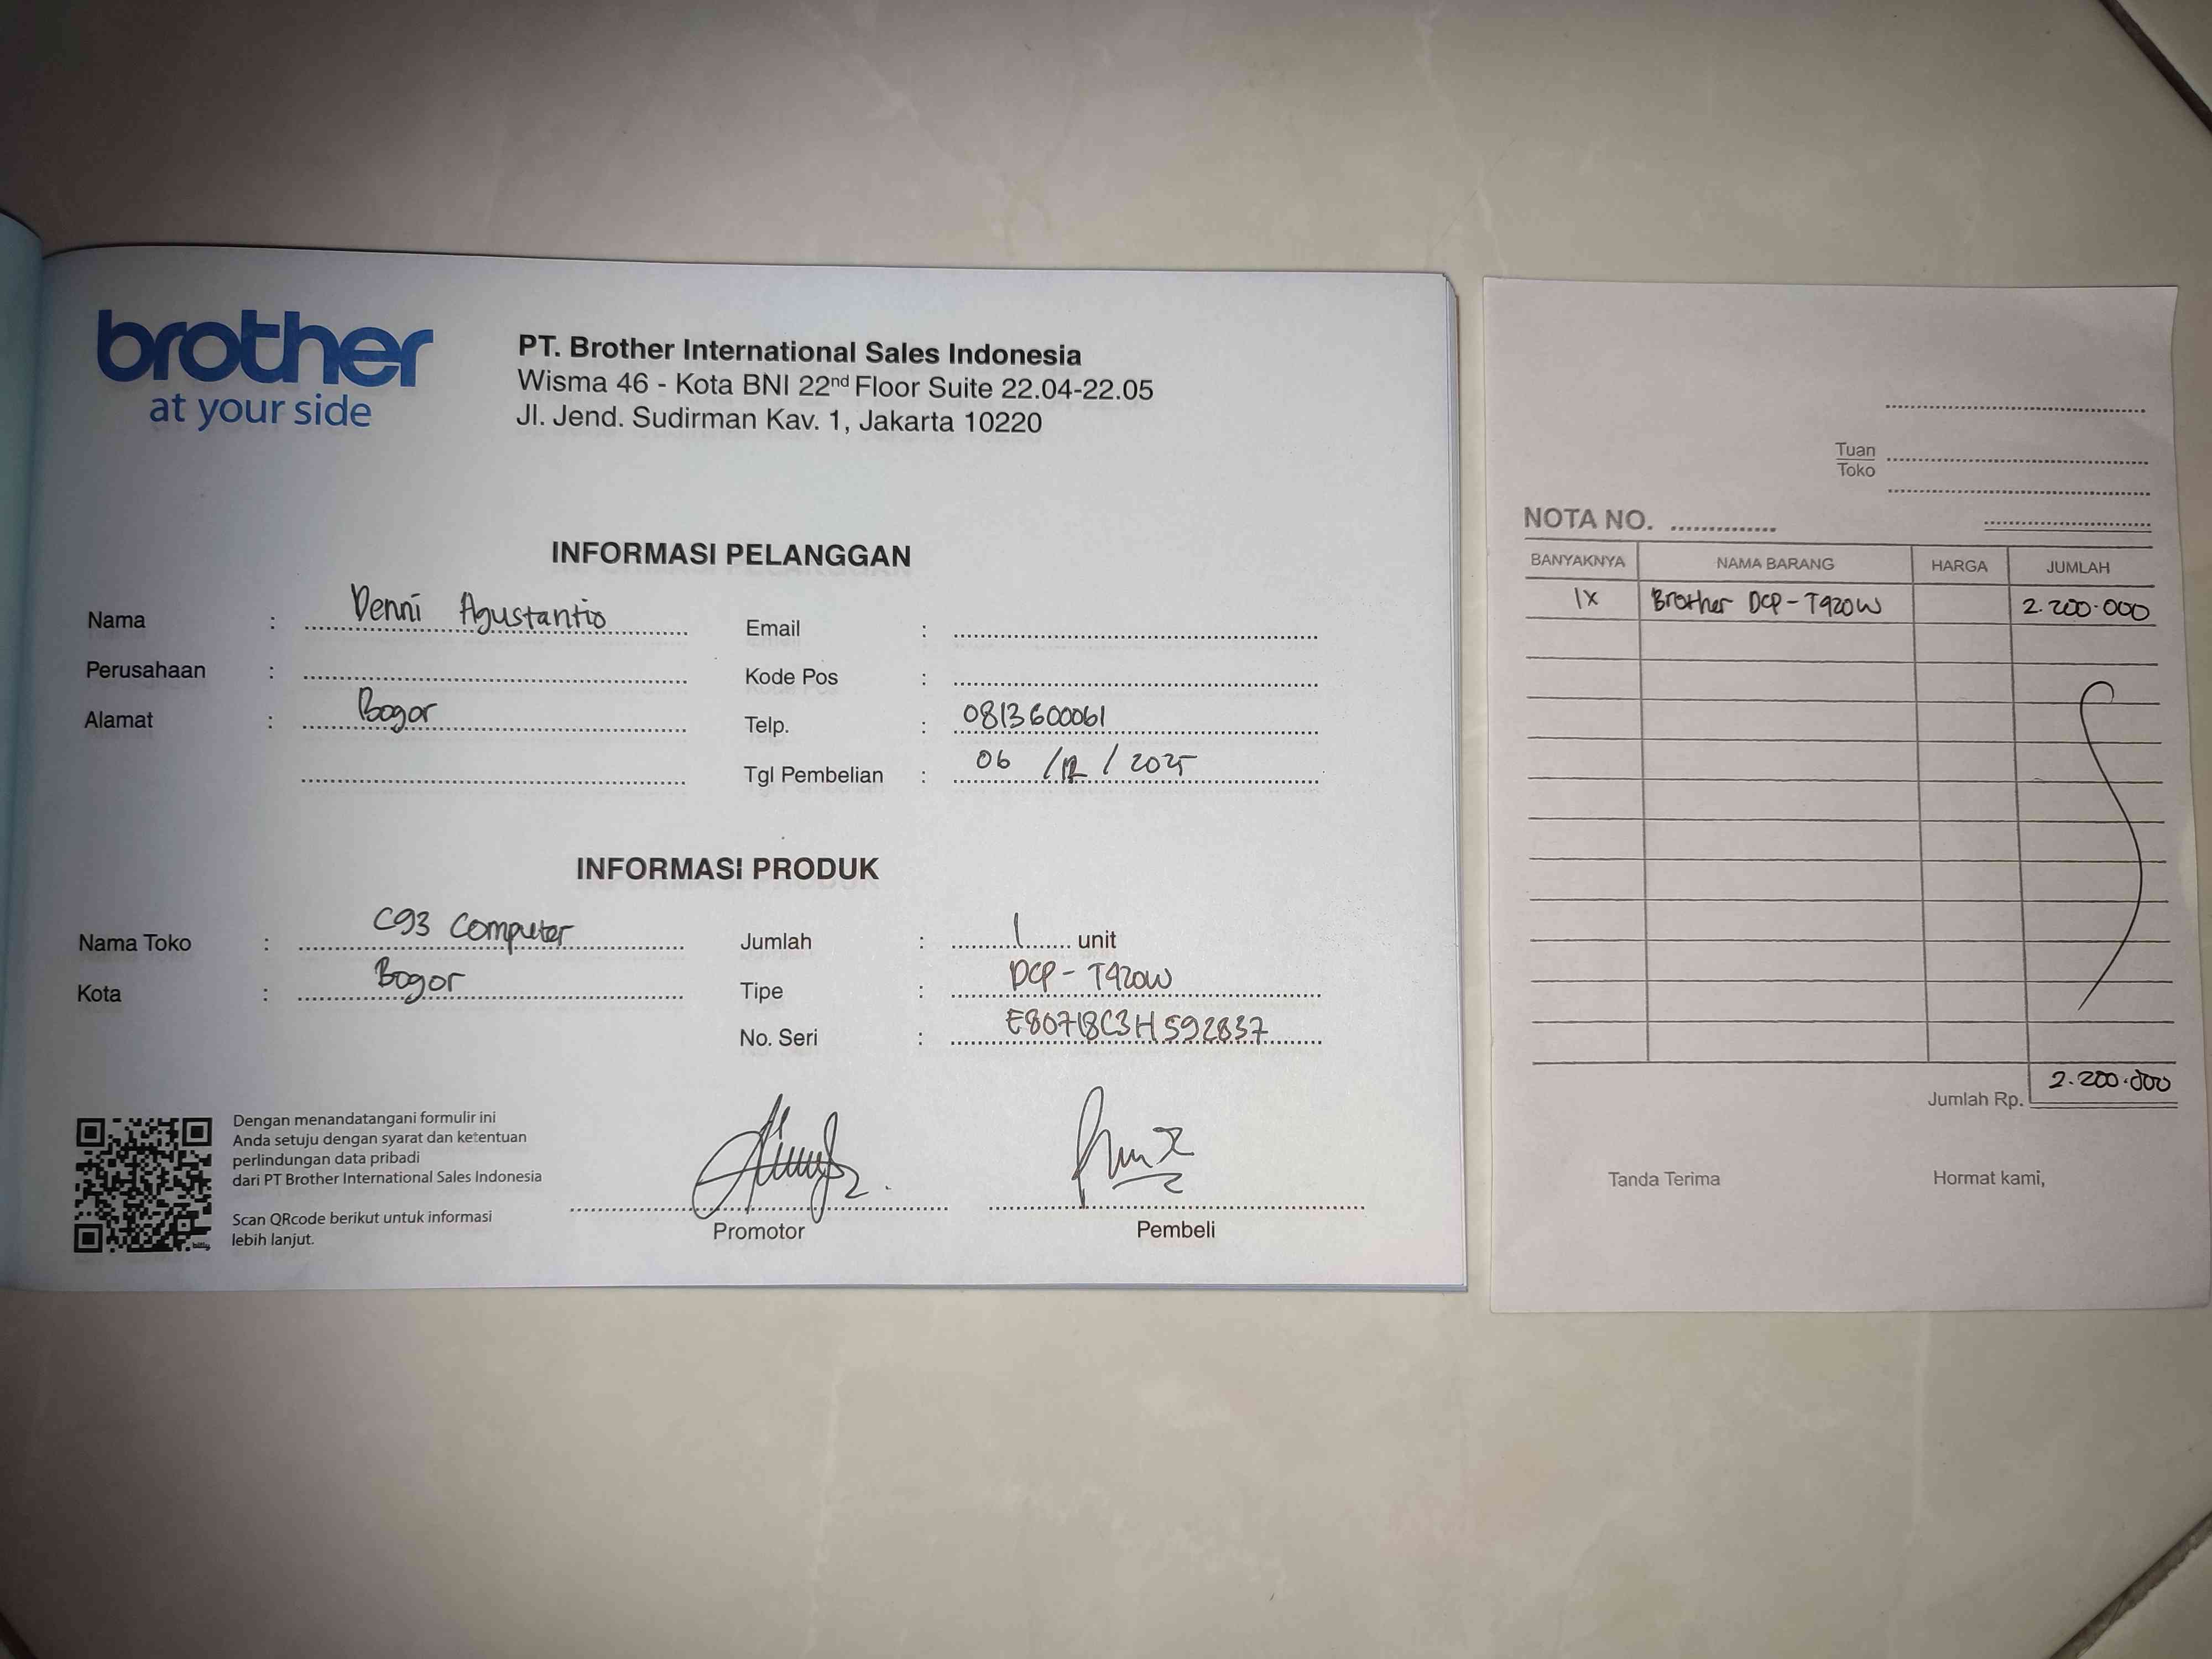 brother
at your side
PT. Brother International Sales Indonesia
Wisma 46 - Kota BNI 22nd Floor Suite 22.04-22.05
Jl. Jend. Sudirman Kav. 1, Jakarta 10220
INFORMASI PELANGGAN
Nama : Denni Agustantio
Perusahaan :
Alamat : Bogor
Email :
Kode Pos :
Telp. : 0813600061
Tgl Pembelian : 06 / 12 / 2025
INFORMASI PRODUK
Nama Toko : C93 Computer
Kota : Bogor
Jumlah : 1 unit
Tipe : DCP - T920W
No. Seri : E80718C3H592837
Dengan menandatangani formulir ini
Anda setuju dengan syarat dan ketentuan
perlindungan data pribadi
dari PT Brother International Sales Indonesia
Scan QRcode berikut untuk informasi
lebih lanjut.
Promotor
Pembeli
Tuan
Toko
NOTA NO.
BANYAKNYA NAMA BARANG HARGA JUMLAH
1x Brother DCP - T920W 2.200.000
Jumlah Rp. 2.200.000
Tanda Terima Hormat kami,